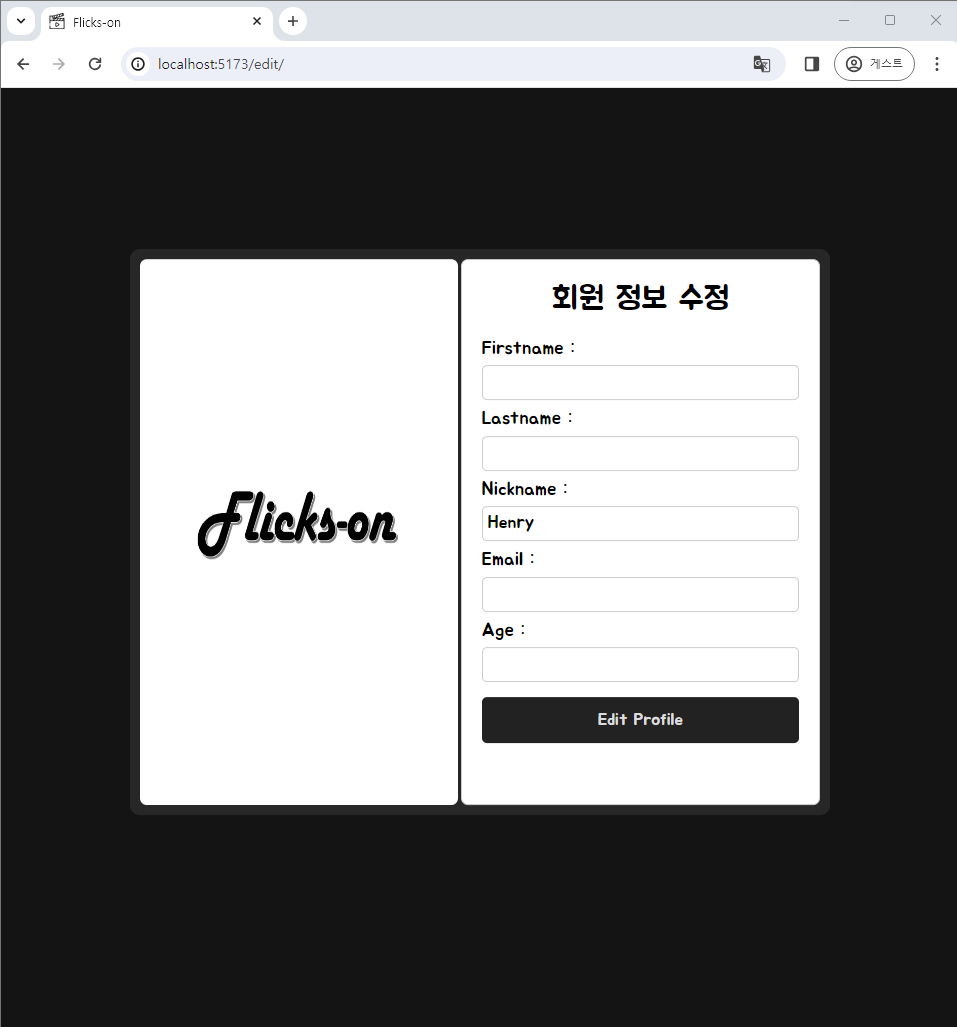 Flicks-on
localhost:5173/edit/
게스트
Flicks-on
회원 정보 수정
Firstname :
Lastname :
Nickname :
Henry
Email :
Age :
Edit Profile